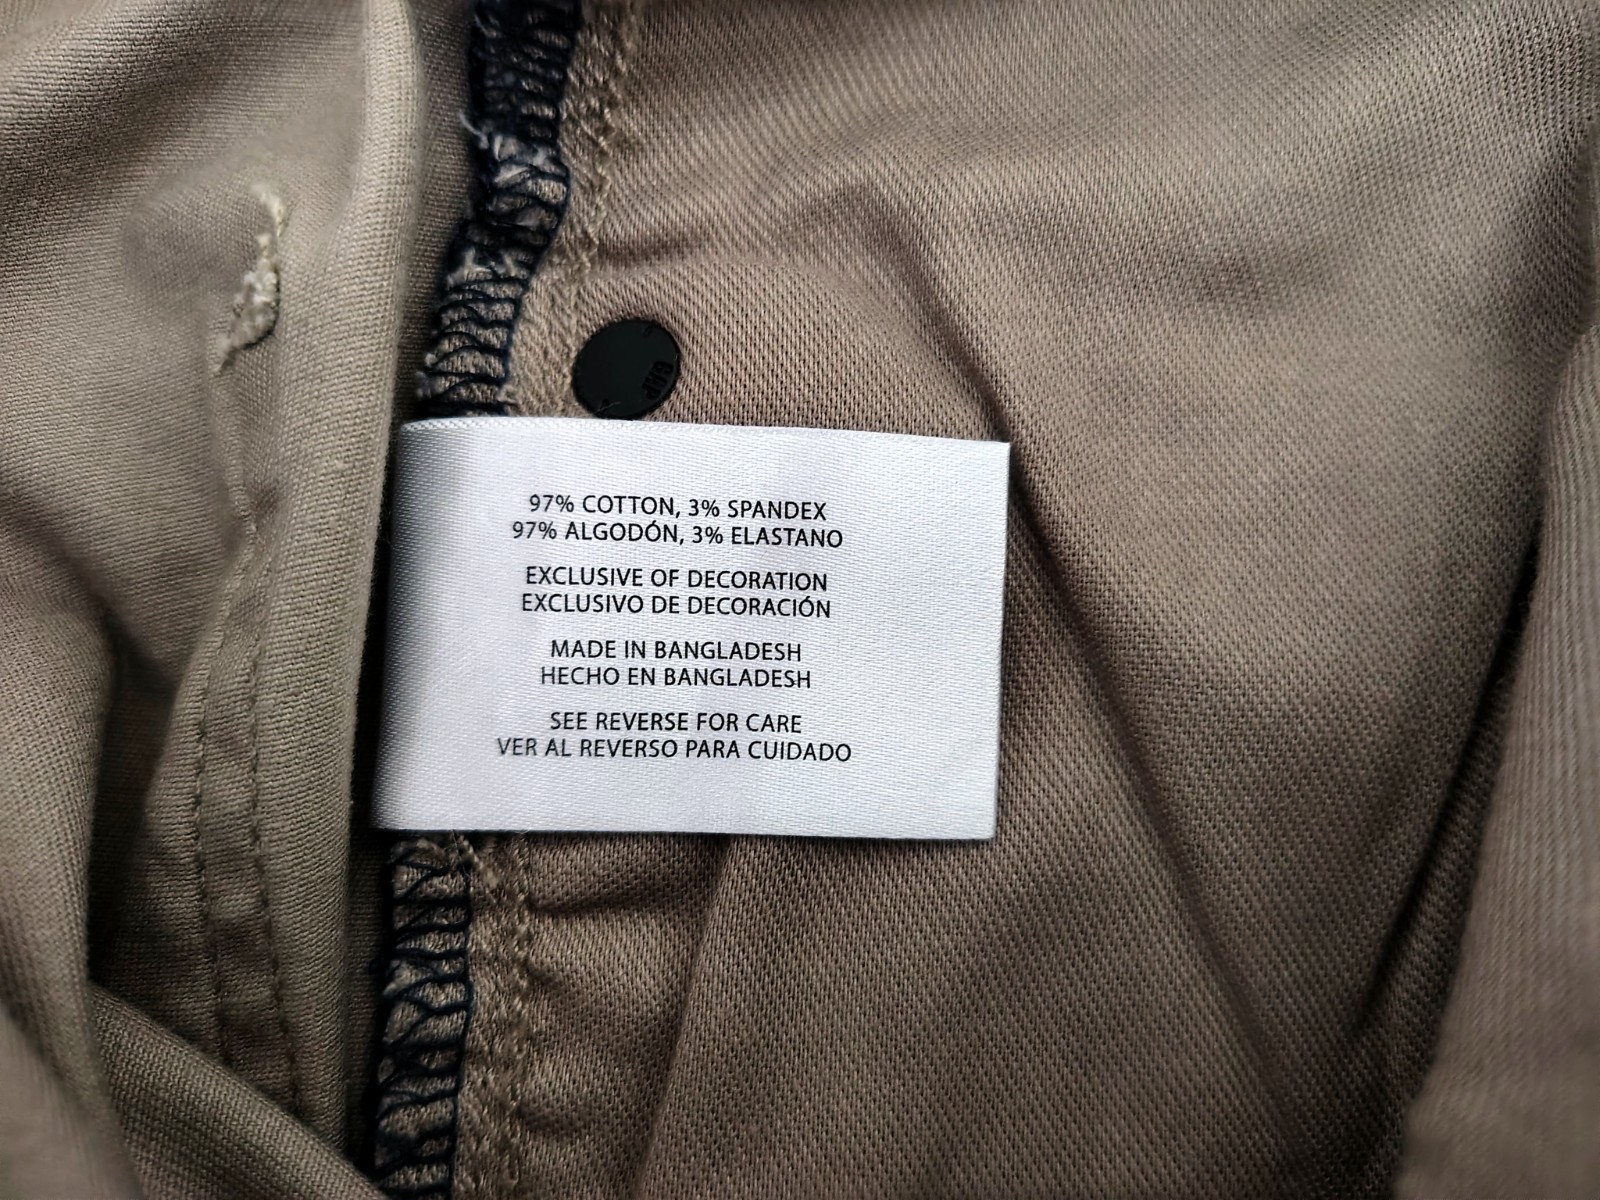 97% COTTON, 3% SPANDEX
97% ALGODÓN, 3% ELASTANO
EXCLUSIVE OF DECORATION
EXCLUSIVO DE DECORACIÓN
MADE IN BANGLADESH
HECHO EN BANGLADESH
SEE REVERSE FOR CARE
VER AL REVERSO PARA CUIDADO